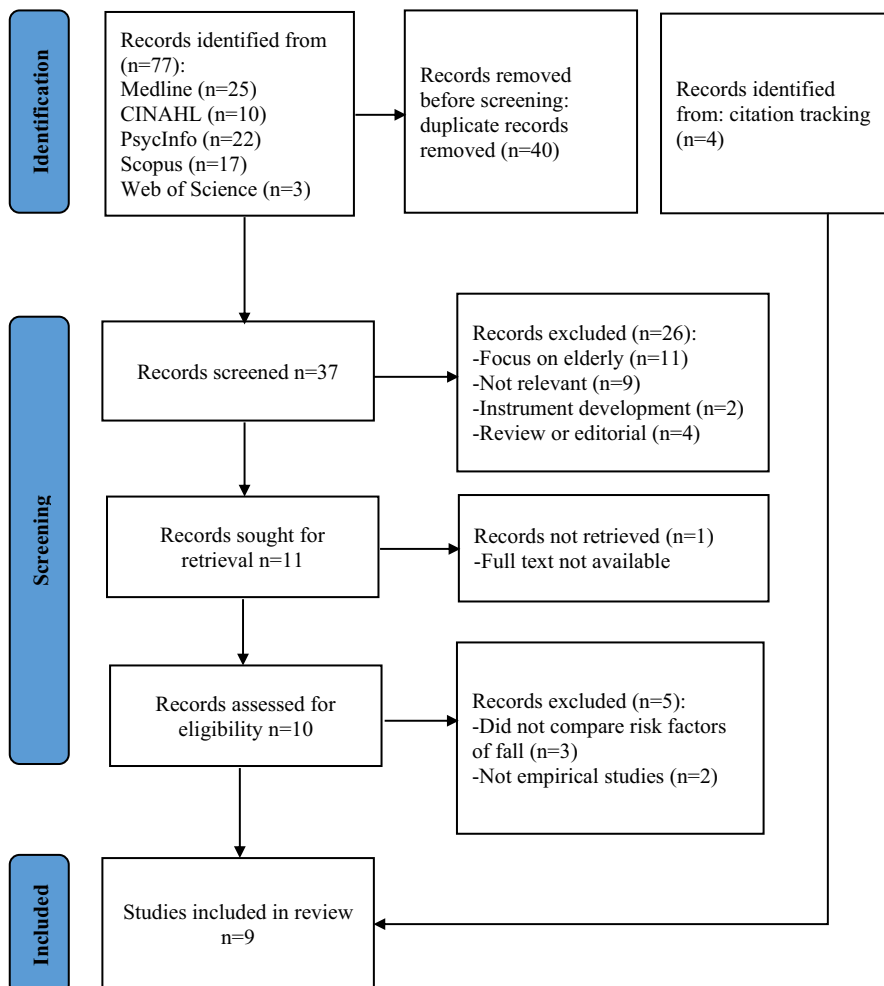 Identification
Records identified from
(n=77):
Medline (n=25)
CINAHL (n=10)
PsycInfo (n=22)
Scopus (n=17)
Web of Science (n=3)
Records removed
before screening:
duplicate records
removed (n=40)
Records identified
from: citation tracking
(n=4)
Screening
Records screened n=37
Records excluded (n=26):
-Focus on elderly (n=11)
-Not relevant (n=9)
-Instrument development (n=2)
-Review or editorial (n=4)
Records sought for
retrieval n=11
Records not retrieved (n=1)
-Full text not available
Records assessed for
eligibility n=10
Records excluded (n=5):
-Did not compare risk factors
of fall (n=3)
-Not empirical studies (n=2)
Included
Studies included in review
n=9